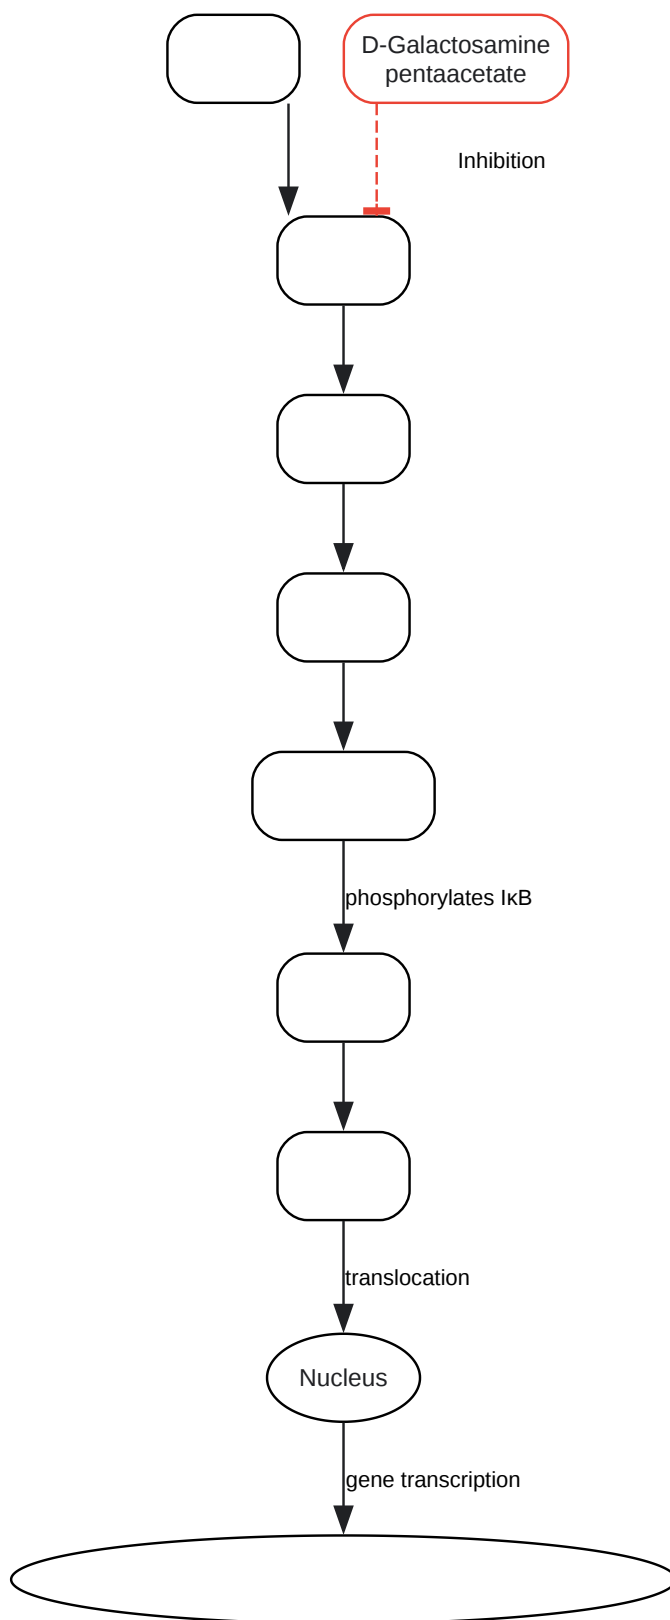 D-Galactosamine
pentaacetate
Inhibition
phosphorylates IκB
translocation
Nucleus
gene transcription